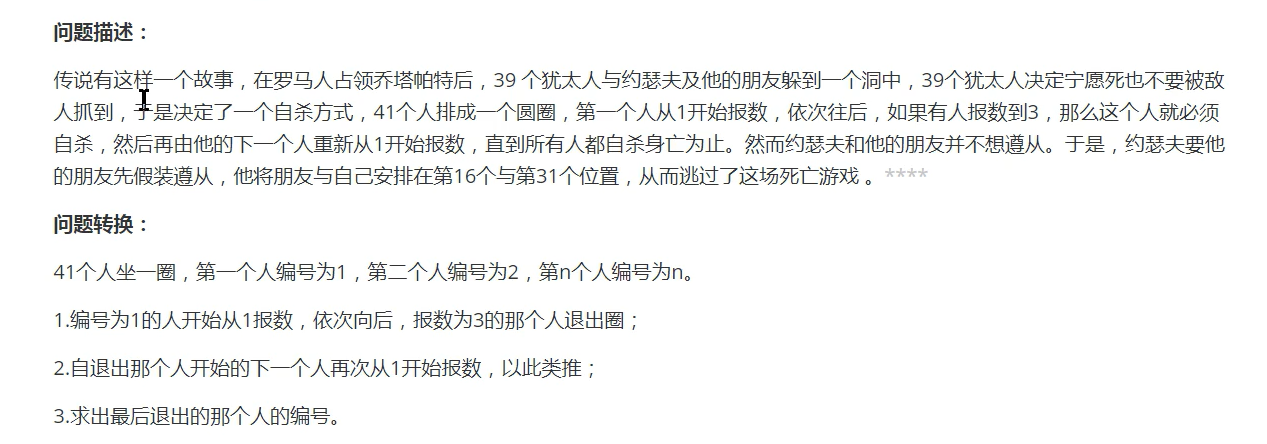 问题描述：
传说有这样一个故事，在罗马人占领乔塔帕特后，39 个犹太人与约瑟夫及他的朋友躲到一个洞中，39个犹太人决定宁愿死也不要被敌
人抓到，于是决定了一个自杀方式，41个人排成一个圆圈，第一个人从1开始报数，依次往后，如果有人报数到3，那么这个人就必须
自杀，然后再由他的下一个人重新从1开始报数，直到所有人都自杀身亡为止。然而约瑟夫和他的朋友并不想遵从。于是，约瑟夫要他
的朋友先假装遵从，他将朋友与自己安排在第16个与第31个位置，从而逃过了这场死亡游戏 。****
问题转换：
41个人坐一圈，第一个人编号为1，第二个人编号为2，第n个人编号为n。
1.编号为1的人开始从1报数，依次向后，报数为3的那个人退出圈；
2.自退出那个人开始的下一个人再次从1开始报数，以此类推；
3.求出最后退出的那个人的编号。